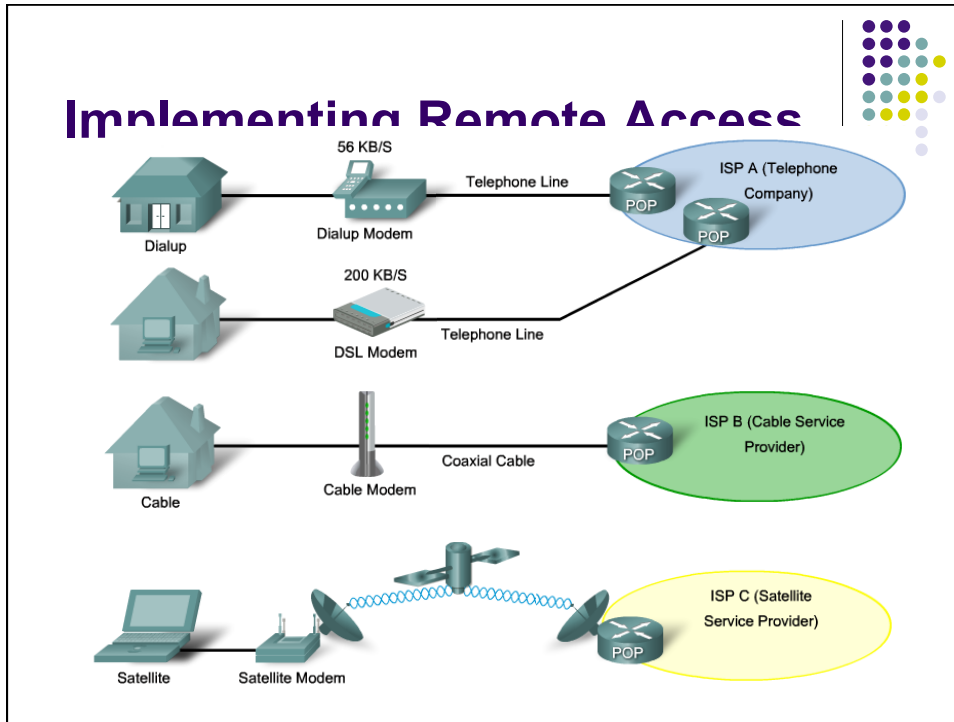 Implementing Remote Access
56 KB/S
Telephone Line
ISP A (Telephone
Company)
POP
POP
Dialup
Dialup Modem
200 KB/S
Telephone Line
DSL Modem
ISP B (Cable Service
Provider)
POP
Coaxial Cable
Cable Modem
Cable
ISP C (Satellite
Service Provider)
POP
Satellite
Satellite Modem